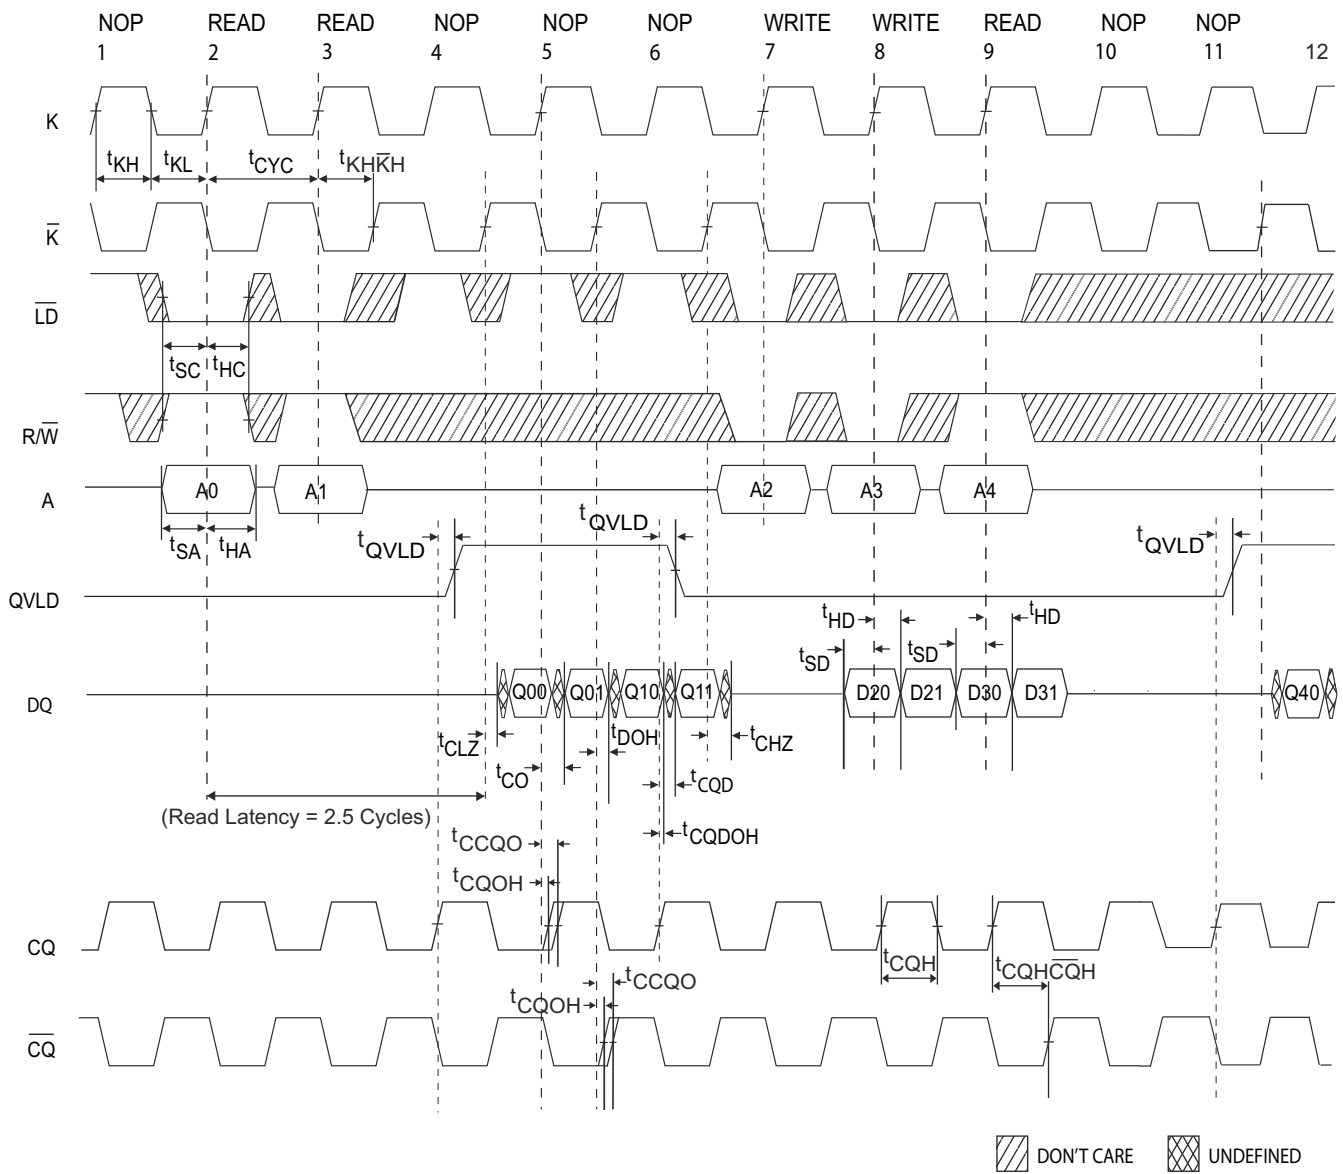 NOP READ READ NOP NOP NOP WRITE WRITE READ NOP NOP
1 2 3 4 5 6 7 8 9 10 11 12
K
tKH tKL tCYC tKHK̅H
K̅
L̅D̅
tSC tHC
R/W̅
A A0 A1 A2 A3 A4
tSA tHA tQVLD tQVLD tQVLD
QVLD
tHD tHD
tSD tSD
DQ Q00 Q01 Q10 Q11 D20 D21 D30 D31 Q40
tCLZ tDOH tCHZ
tCO tCQD
(Read Latency = 2.5 Cycles)
tCQDOH
tCCQO
tCQOH
CQ
tCQH tCQHC̅Q̅H
tCCQO
tCQOH
C̅Q̅
DON'T CARE UNDEFINED